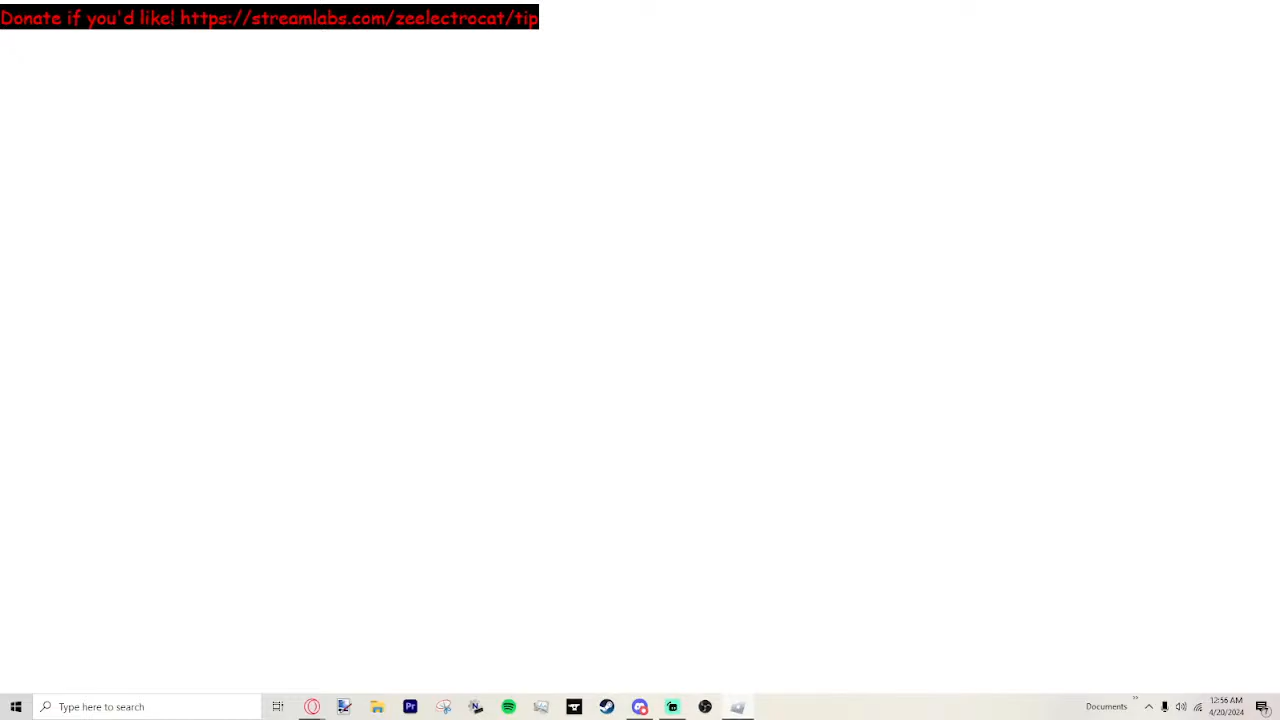 Donate if you'd like! https://streamlabs.com/zeelectrocat/tip
Type here to search
Pr
N
Documents
12:56 AM
4/20/2024